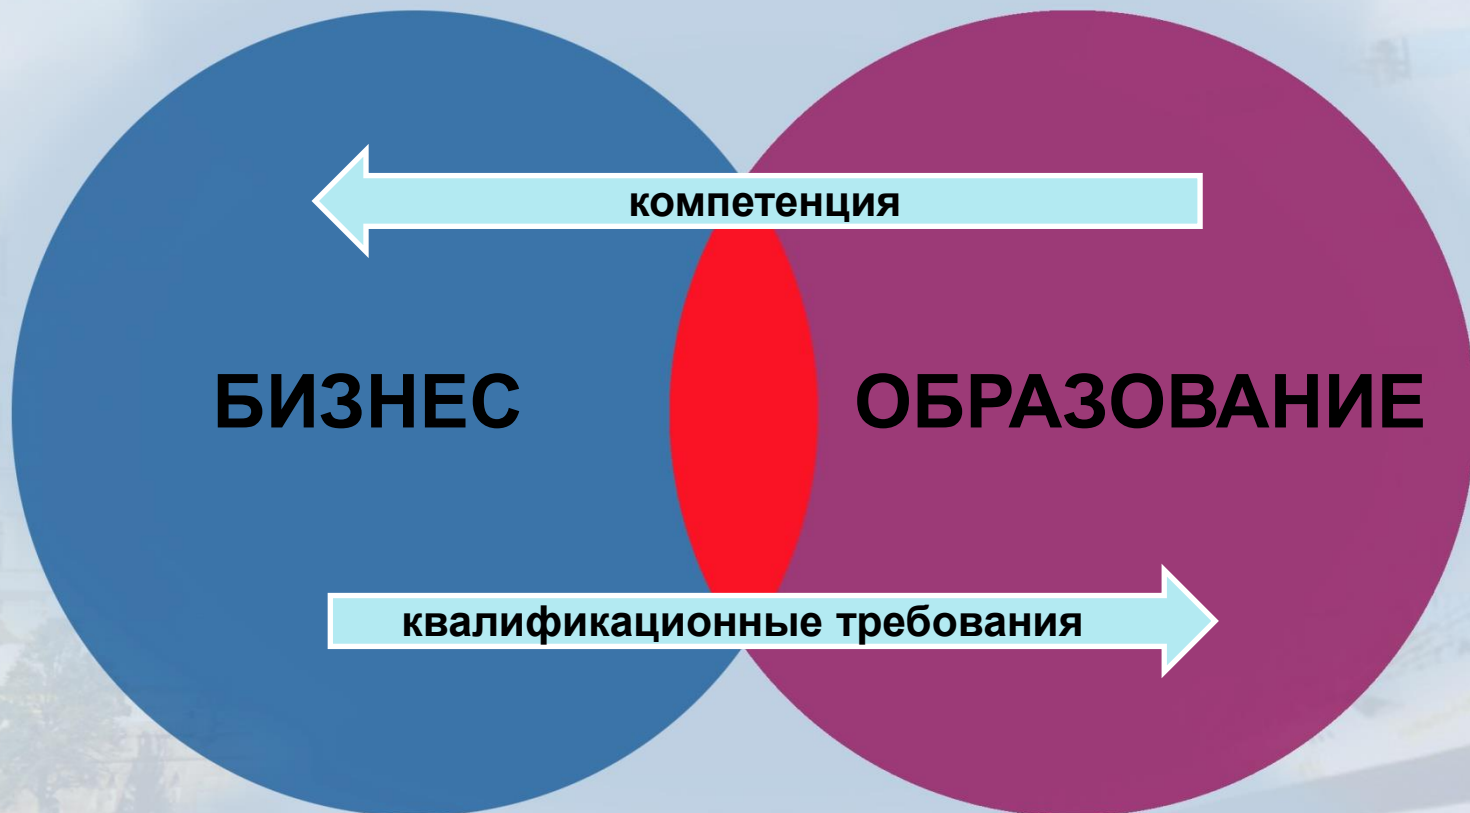 компетенция
БИЗНЕС
ОБРАЗОВАНИЕ
квалификационные требования